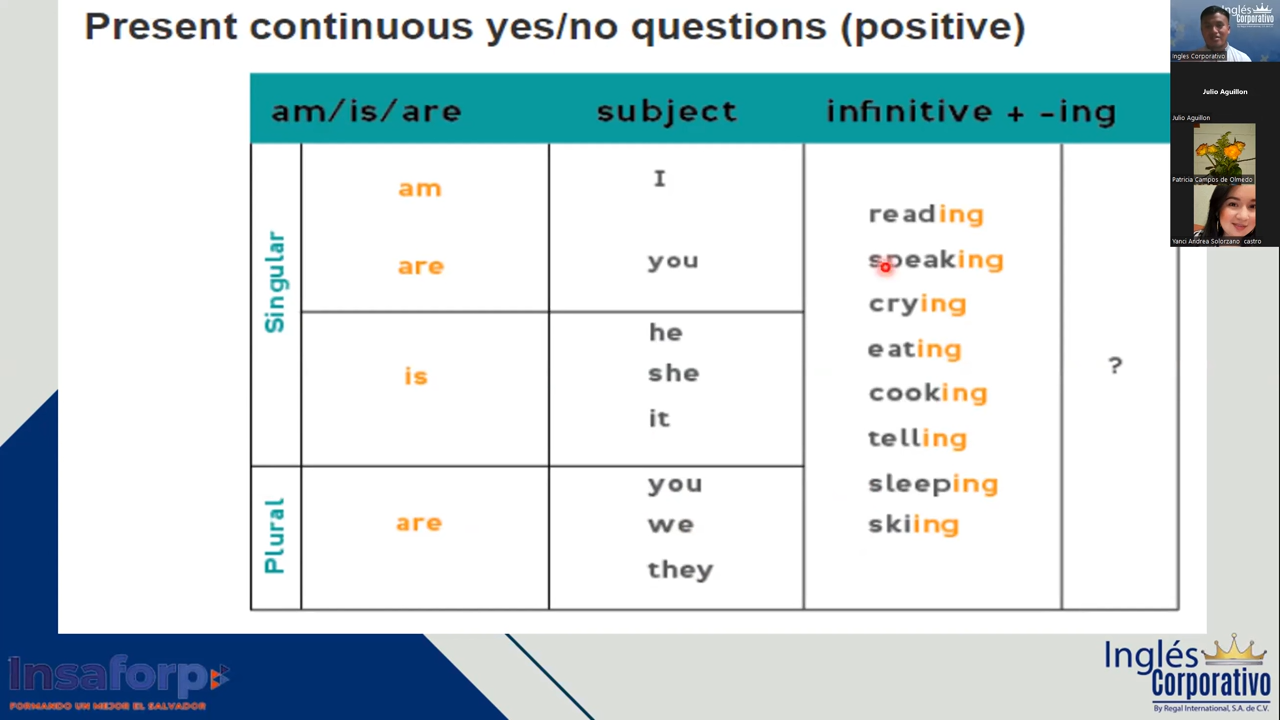 Present continuous yes/no questions (positive)
am/is/are subject infinitive + -ing
Singular
am I
are you
is
he
she
it
Plural
are
you
we
they
reading
speaking
crying
eating
cooking
telling
sleeping
skiing
?
Inglés
Corporativo
Ingles Corporativo
Julio Aguillon
Julio Aguillon
Patricia Campos de Olmedo
Yanci Andrea Solorzano castro
Insaforp
FORMANDO UN MEJOR EL SALVADOR
Inglés
Corporativo
By Regal International, S.A. de C.V.